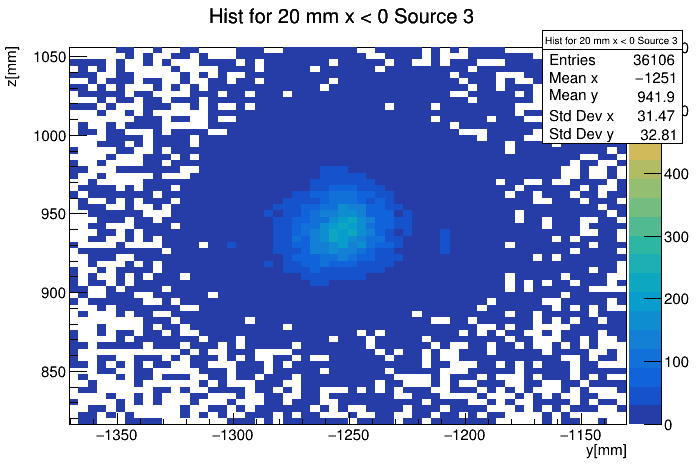 Hist for 20 mm x < 0 Source 3
z[mm]
Hist for 20 mm x < 0 Source 3
Entries 36106
Mean x −1251
Mean y 941.9
Std Dev x 31.47
Std Dev y 32.81
1050
1000
950
900
850
400
300
200
100
0
−1350 −1300 −1250 −1200 −1150
y[mm]